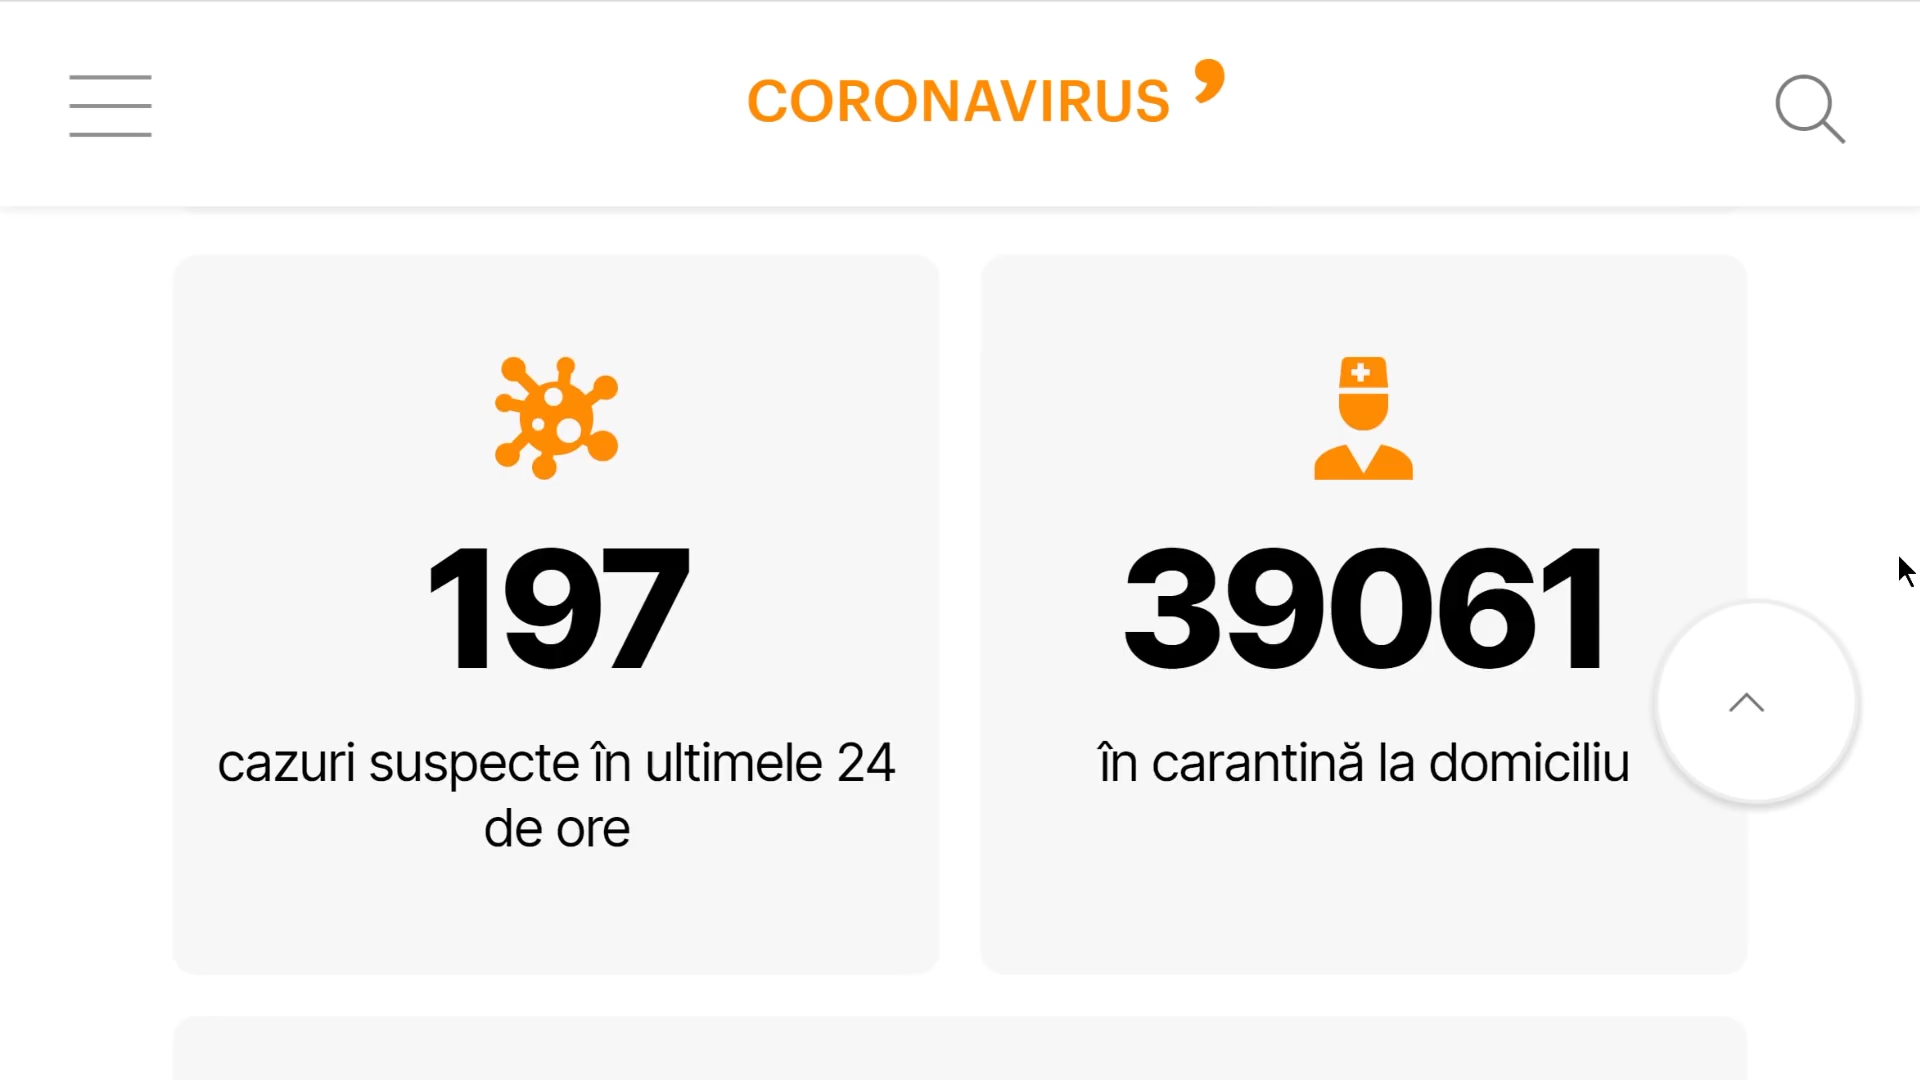 CORONAVIRUS ’
197
cazuri suspecte în ultimele 24
de ore
39061
în carantină la domiciliu